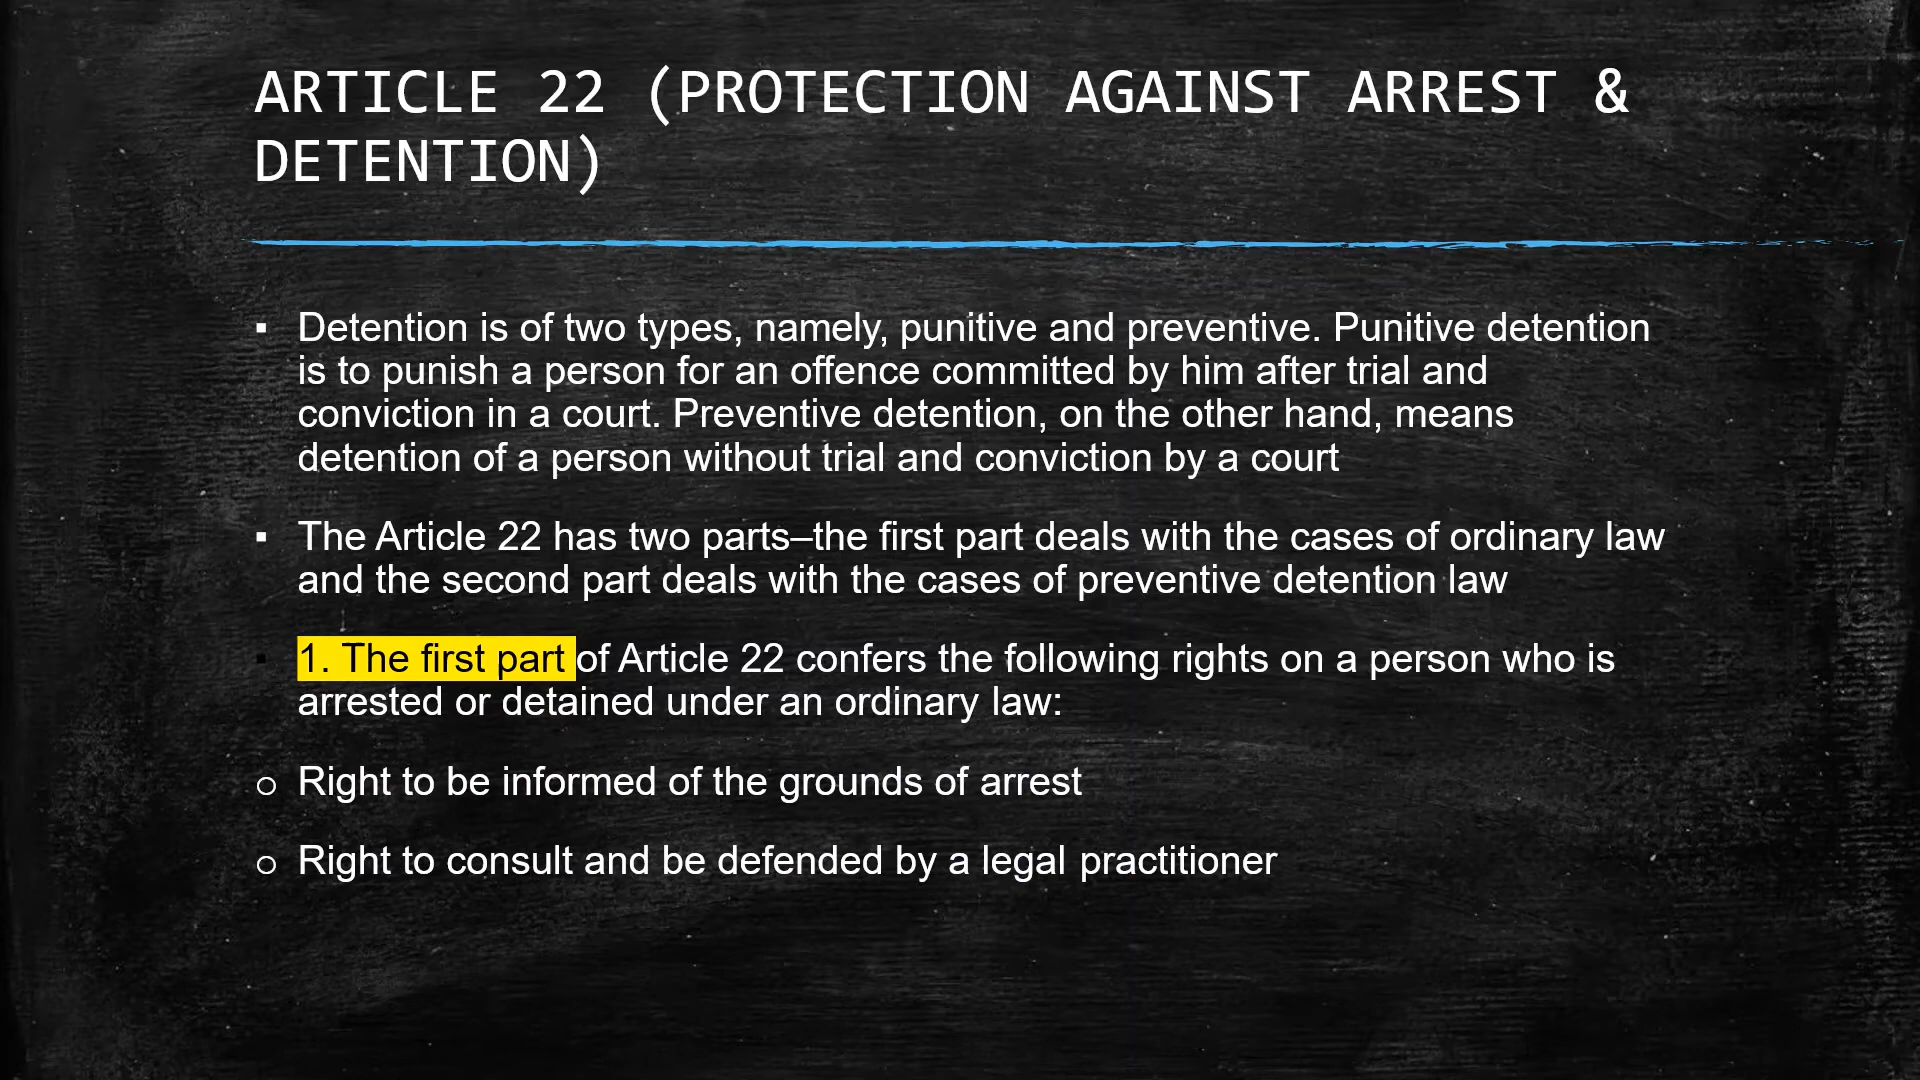 ARTICLE 22 (PROTECTION AGAINST ARREST &
DETENTION)
▪ Detention is of two types, namely, punitive and preventive. Punitive detention
is to punish a person for an offence committed by him after trial and
conviction in a court. Preventive detention, on the other hand, means
detention of a person without trial and conviction by a court
▪ The Article 22 has two parts–the first part deals with the cases of ordinary law
and the second part deals with the cases of preventive detention law
▪ 1. The first part of Article 22 confers the following rights on a person who is
arrested or detained under an ordinary law:
o Right to be informed of the grounds of arrest
o Right to consult and be defended by a legal practitioner